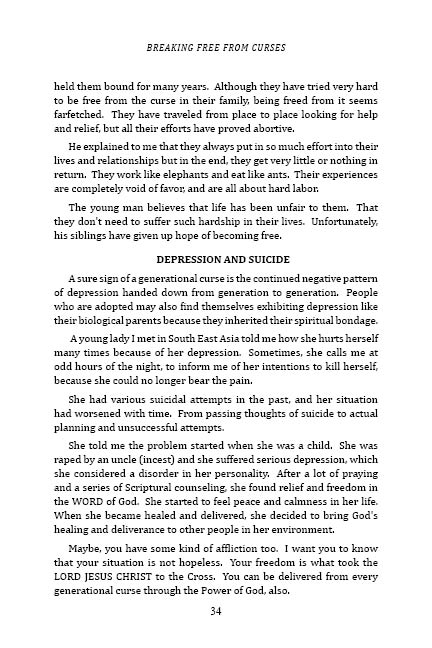 BREAKING FREE FROM CURSES
held them bound for many years. Although they have tried very hard
to be free from the curse in their family, being freed from it seems
farfetched. They have traveled from place to place looking for help
and relief, but all their efforts have proved abortive.
He explained to me that they always put in so much effort into their
lives and relationships but in the end, they get very little or nothing in
return. They work like elephants and eat like ants. Their experiences
are completely void of favor, and are all about hard labor.
The young man believes that life has been unfair to them. That
they don't need to suffer such hardship in their lives. Unfortunately,
his siblings have given up hope of becoming free.
DEPRESSION AND SUICIDE
A sure sign of a generational curse is the continued negative pattern
of depression handed down from generation to generation. People
who are adopted may also find themselves exhibiting depression like
their biological parents because they inherited their spiritual bondage.
A young lady I met in South East Asia told me how she hurts herself
many times because of her depression. Sometimes, she calls me at
odd hours of the night, to inform me of her intentions to kill herself,
because she could no longer bear the pain.
She had various suicidal attempts in the past, and her situation
had worsened with time. From passing thoughts of suicide to actual
planning and unsuccessful attempts.
She told me the problem started when she was a child. She was
raped by an uncle (incest) and she suffered serious depression, which
she considered a disorder in her personality. After a lot of praying
and a series of Scriptural counseling, she found relief and freedom in
the WORD of God. She started to feel peace and calmness in her life.
When she became healed and delivered, she decided to bring God's
healing and deliverance to other people in her environment.
Maybe, you have some kind of affliction too. I want you to know
that your situation is not hopeless. Your freedom is what took the
LORD JESUS CHRIST to the Cross. You can be delivered from every
generational curse through the Power of God, also.
34